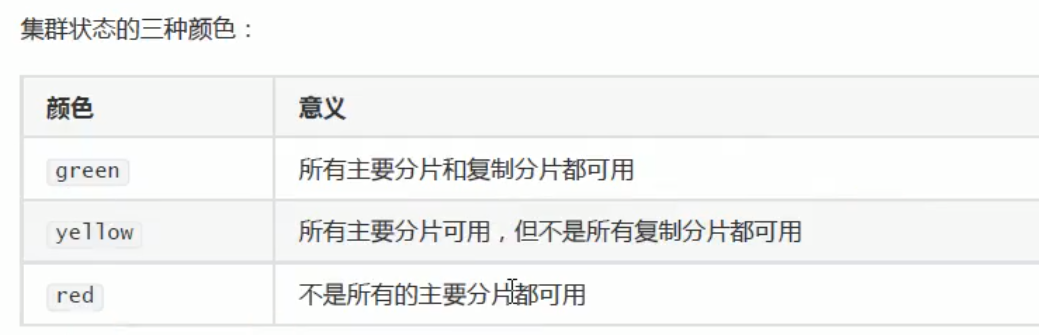 集群状态的三种颜色：
颜色 意义
green 所有主要分片和复制分片都可用
yellow 所有主要分片可用，但不是所有复制分片都可用
red 不是所有的主要分片都可用